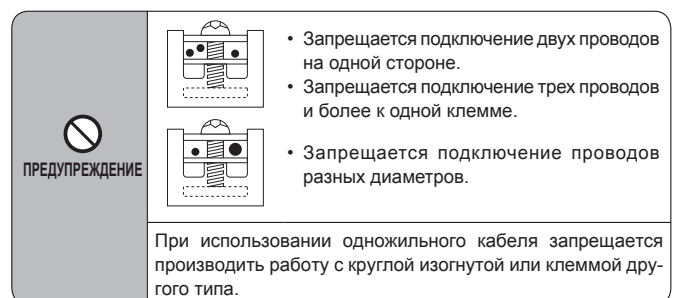 ПРЕДУПРЕЖДЕНИЕ
• Запрещается подключение двух проводов
на одной стороне.
• Запрещается подключение трех проводов
и более к одной клемме.
• Запрещается подключение проводов
разных диаметров.
При использовании одножильного кабеля запрещается
производить работу с круглой изогнутой или клеммой дру-
гого типа.